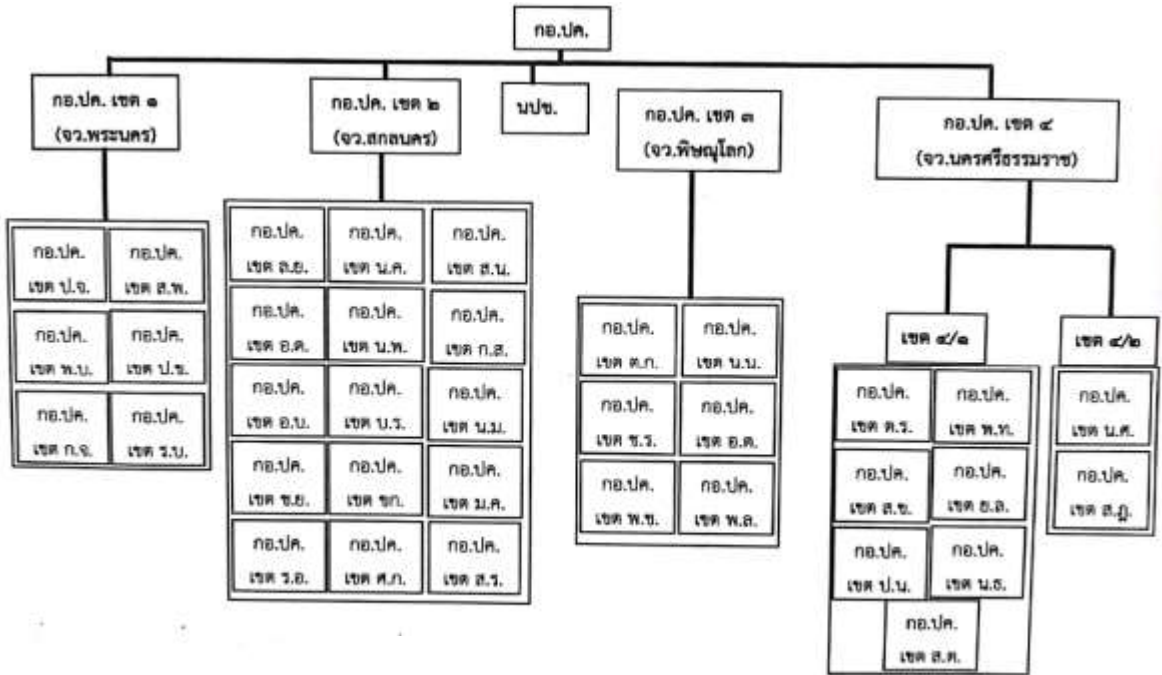 กอ.ปค.
กอ.ปค. เขต ๑
(จว.พระนคร)
กอ.ปค. เขต ๒
(จว.สกลนคร)
นปข.
กอ.ปค. เขต ๓
(จว.พิษณุโลก)
กอ.ปค. เขต ๔
(จว.นครศรีธรรมราช)
กอ.ปค.
เขต ป.จ.
กอ.ปค.
เขต ส.พ.
กอ.ปค.
เขต พ.บ.
กอ.ปค.
เขต ป.ข.
กอ.ปค.
เขต ก.จ.
กอ.ปค.
เขต ร.บ.
กอ.ปค.
เขต ล.ย.
กอ.ปค.
เขต น.ค.
กอ.ปค.
เขต ส.น.
กอ.ปค.
เขต อ.ด.
กอ.ปค.
เขต น.พ.
กอ.ปค.
เขต ก.ส.
กอ.ปค.
เขต อ.บ.
กอ.ปค.
เขต บ.ร.
กอ.ปค.
เขต น.ม.
กอ.ปค.
เขต ช.ย.
กอ.ปค.
เขต ขก.
กอ.ปค.
เขต ม.ค.
กอ.ปค.
เขต ร.อ.
กอ.ปค.
เขต ศ.ก.
กอ.ปค.
เขต ส.ร.
กอ.ปค.
เขต ต.ก.
กอ.ปค.
เขต น.น.
กอ.ปค.
เขต ช.ร.
กอ.ปค.
เขต อ.ต.
กอ.ปค.
เขต พ.ช.
กอ.ปค.
เขต พ.ล.
เขต ๔/๑
เขต ๔/๒
กอ.ปค.
เขต ต.ร.
กอ.ปค.
เขต พ.ท.
กอ.ปค.
เขต ส.ข.
กอ.ปค.
เขต ย.ล.
กอ.ปค.
เขต ป.น.
กอ.ปค.
เขต น.ธ.
กอ.ปค.
เขต ส.ต.
กอ.ปค.
เขต น.ศ.
กอ.ปค.
เขต ส.ฎ.